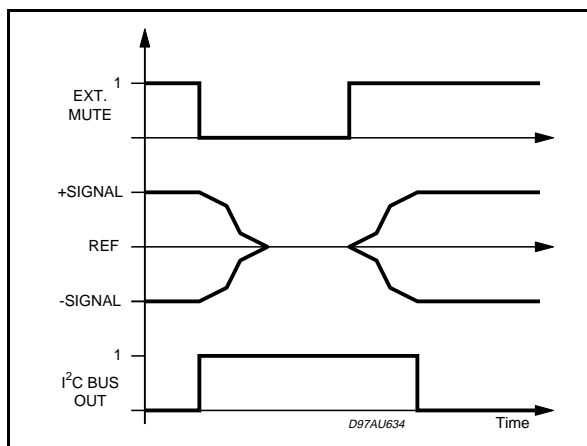 1
EXT.
MUTE
+SIGNAL
REF
-SIGNAL
1
I²C BUS
OUT
D97AU634
Time